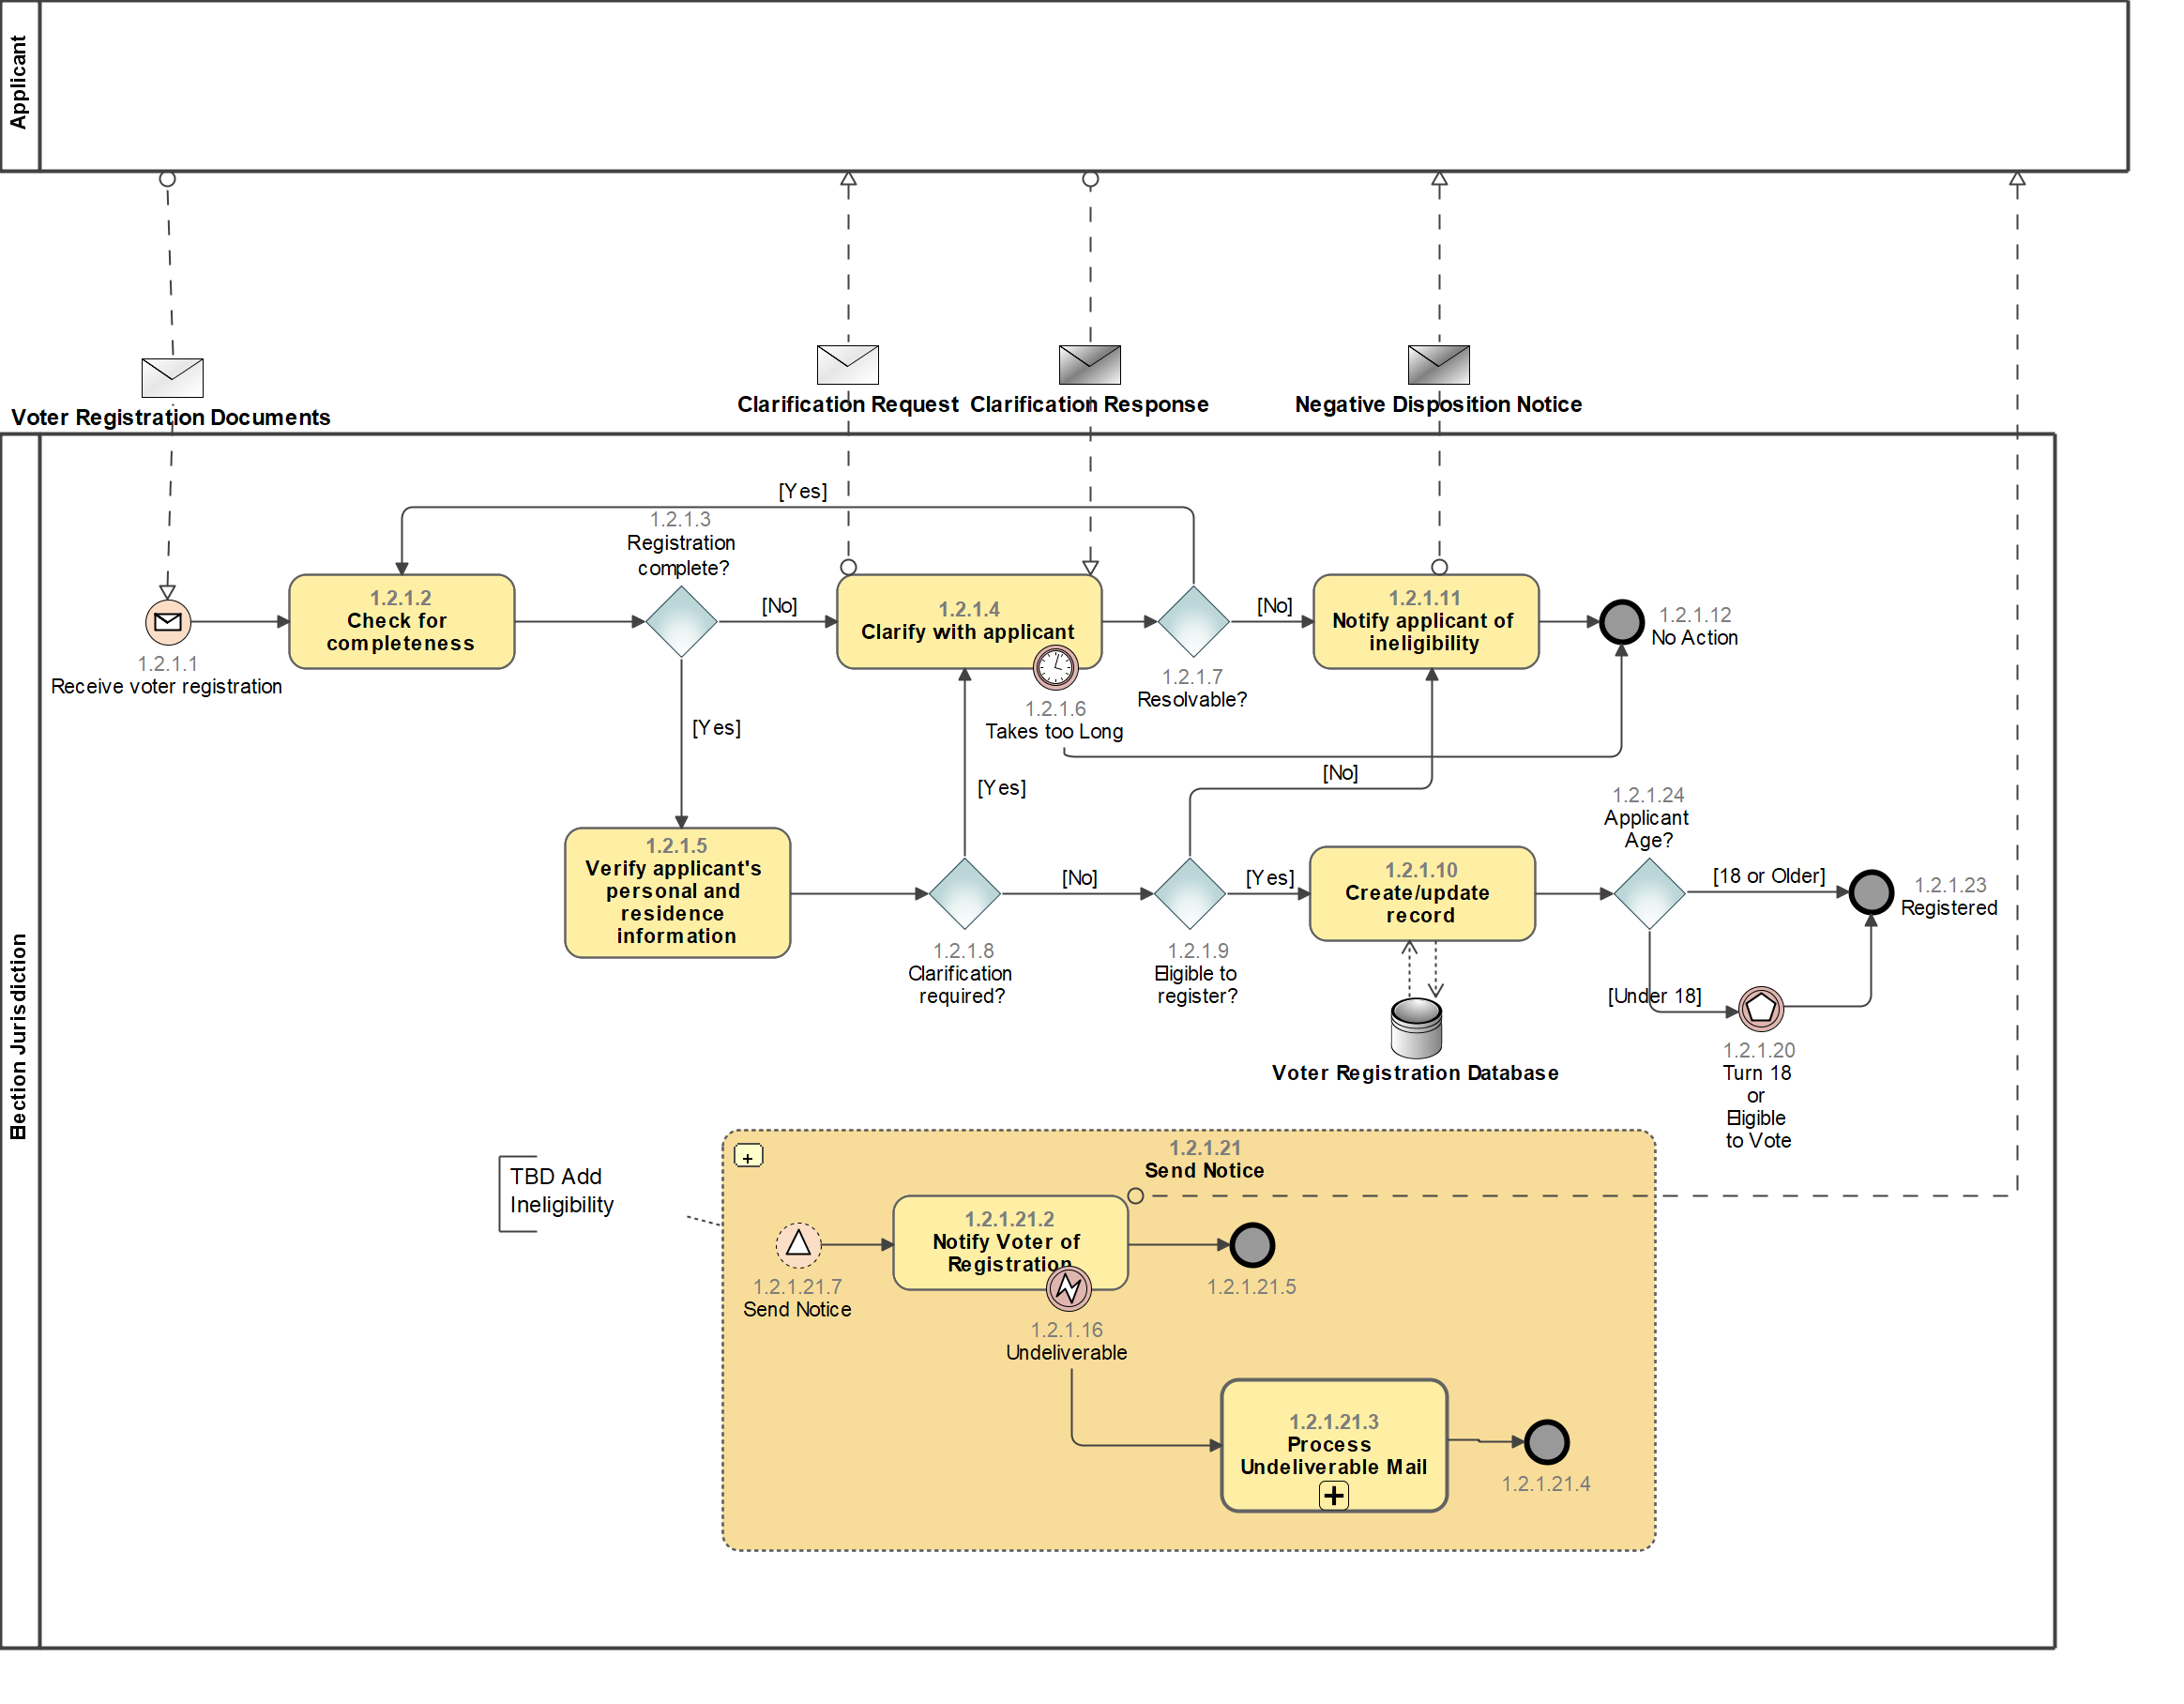 Applicant
Voter Registration Documents
Clarification Request
Clarification Response
Negative Disposition Notice
Election Jurisdiction
[Yes]
1.2.1.3
Registration
complete?
1.2.1.1
Receive voter registration
1.2.1.2
Check for
completeness
[No]
1.2.1.4
Clarify with applicant
1.2.1.6
Takes too Long
1.2.1.7
Resolvable?
[No]
1.2.1.11
Notify applicant of
ineligibility
1.2.1.12
No Action
[Yes]
[Yes]
[No]
1.2.1.5
Verify applicant's
personal and
residence
information
1.2.1.8
Clarification
required?
[No]
1.2.1.9
Eligible to
register?
[Yes]
1.2.1.10
Create/update
record
Voter Registration Database
1.2.1.24
Applicant
Age?
[18 or Older]
1.2.1.23
Registered
[Under 18]
1.2.1.20
Turn 18
or
Eligible
to Vote
TBD Add
Ineligibility
1.2.1.21
Send Notice
1.2.1.21.7
Send Notice
1.2.1.21.2
Notify Voter of
Registration
1.2.1.21.5
1.2.1.16
Undeliverable
1.2.1.21.3
Process
Undeliverable Mail
1.2.1.21.4